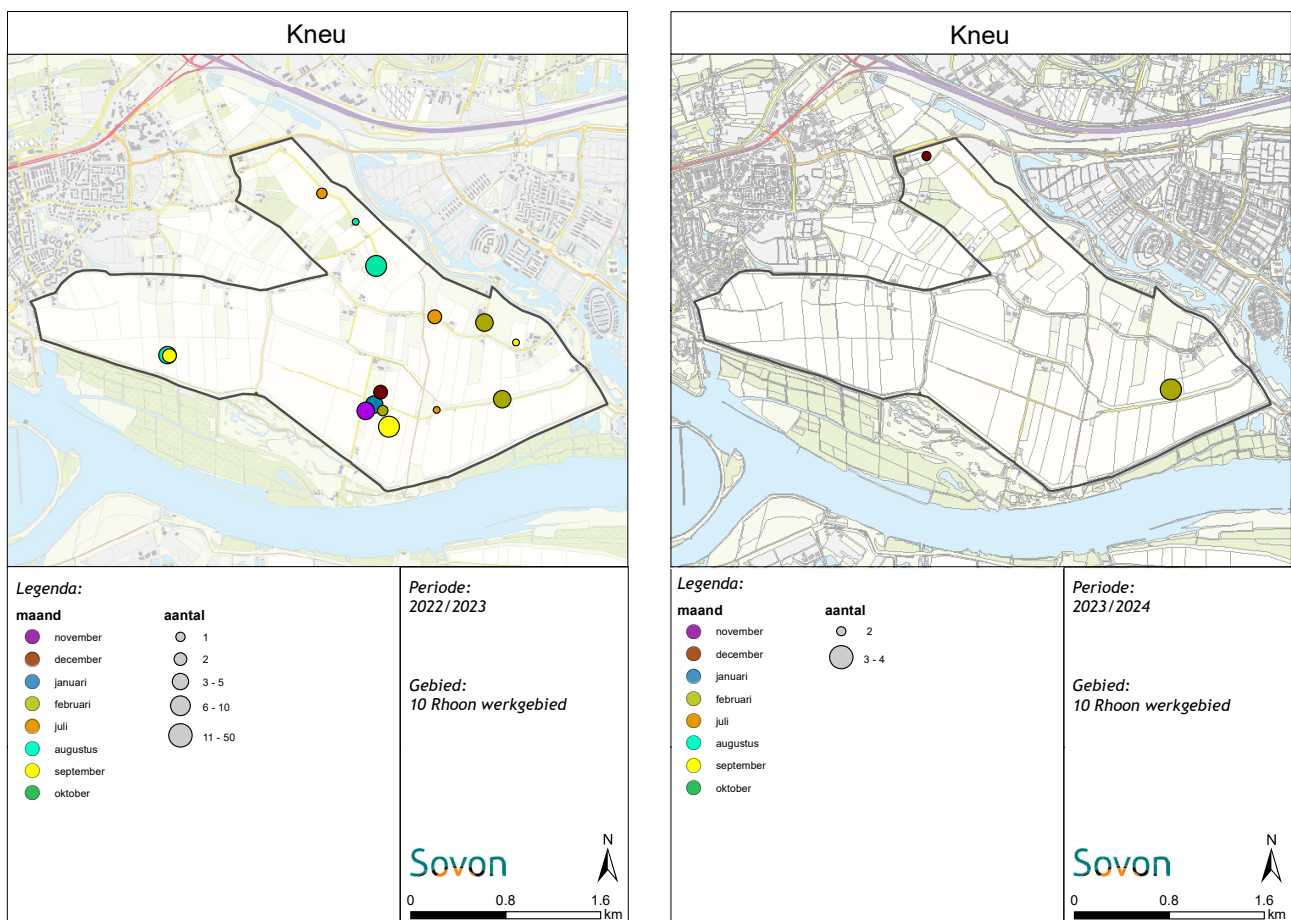 Kneu
Legenda:
maand
november
december
januari
februari
juli
augustus
september
oktober
aantal
1
2
3 - 5
6 - 10
11 - 50
Periode:
2022/2023
Gebied:
10 Rhoon werkgebied
Sovon
N
0 0.8 1.6
km
Kneu
Legenda:
maand
november
december
januari
februari
juli
augustus
september
oktober
aantal
2
3 - 4
Periode:
2023/2024
Gebied:
10 Rhoon werkgebied
Sovon
N
0 0.8 1.6
km